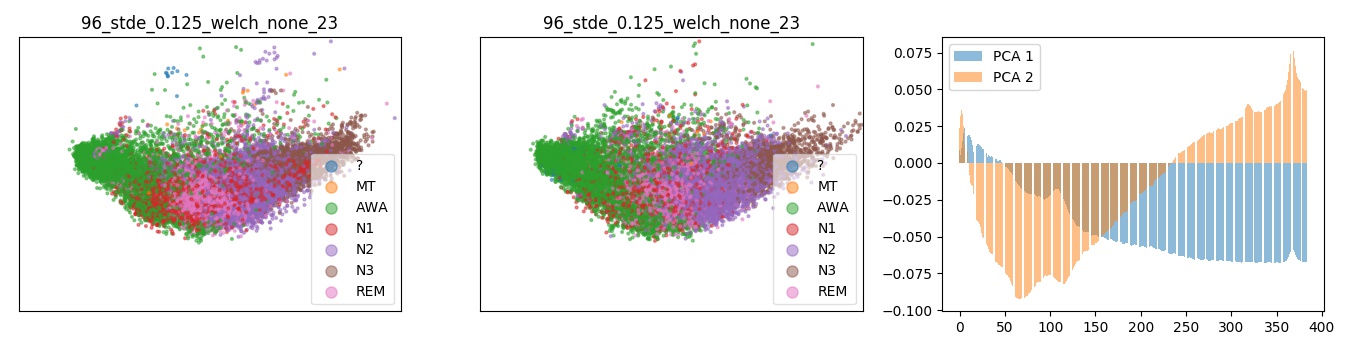 96_stde_0.125_welch_none_23
?
MT
AWA
N1
N2
N3
REM
96_stde_0.125_welch_none_23
?
MT
AWA
N1
N2
N3
REM
PCA 1
PCA 2
0.075
0.050
0.025
0.000
−0.025
−0.050
−0.075
−0.100
0 50 100 150 200 250 300 350 400